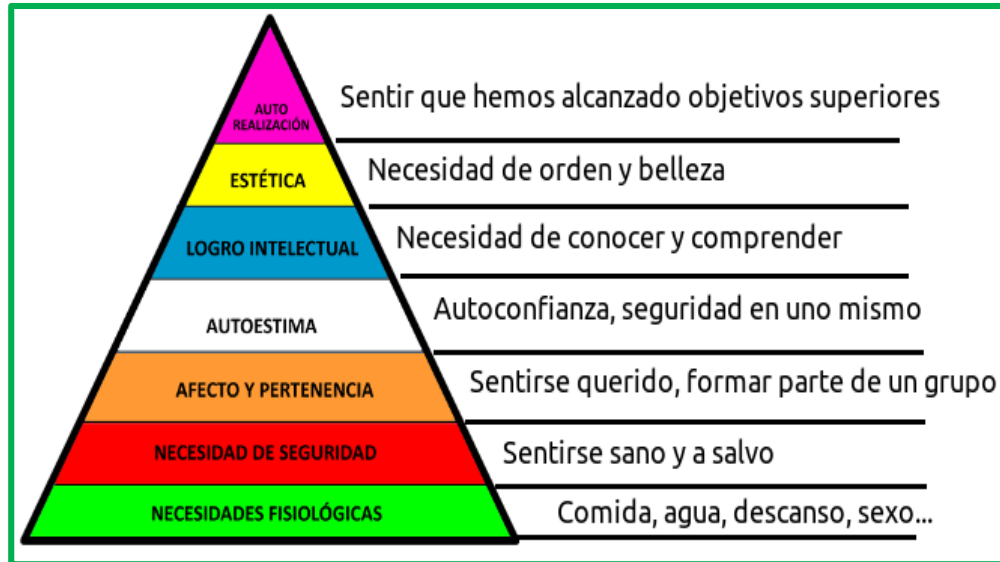 AUTO
REALIZACIÓN
Sentir que hemos alcanzado objetivos superiores
ESTÉTICA
Necesidad de orden y belleza
LOGRO INTELECTUAL
Necesidad de conocer y comprender
AUTOESTIMA
Autoconfianza, seguridad en uno mismo
AFECTO Y PERTENENCIA
Sentirse querido, formar parte de un grupo
NECESIDAD DE SEGURIDAD
Sentirse sano y a salvo
NECESIDADES FISIOLÓGICAS
Comida, agua, descanso, sexo...